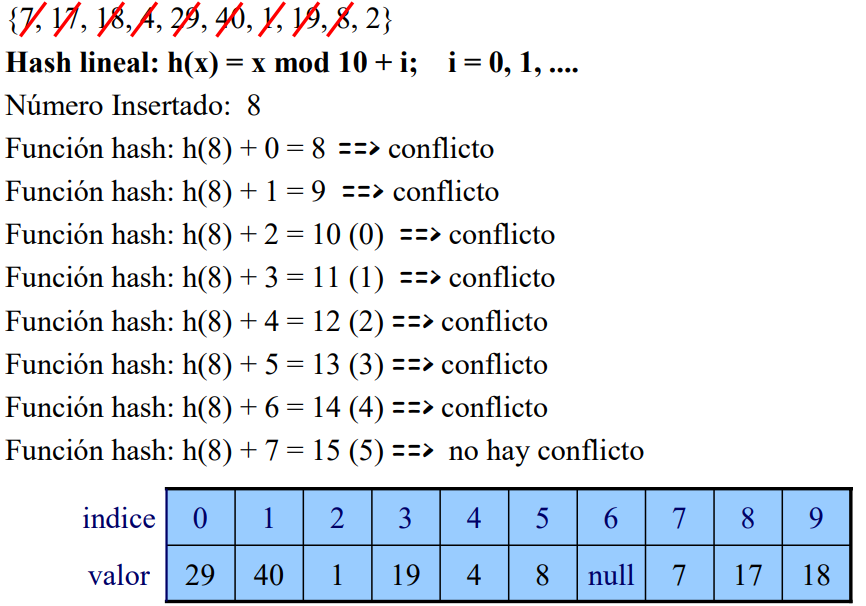 {7, 17, 18, 4, 29, 40, 1, 19, 8, 2}
Hash lineal: h(x) = x mod 10 + i; i = 0, 1, ....
Número Insertado: 8
Función hash: h(8) + 0 = 8 ==> conflicto
Función hash: h(8) + 1 = 9 ==> conflicto
Función hash: h(8) + 2 = 10 (0) ==> conflicto
Función hash: h(8) + 3 = 11 (1) ==> conflicto
Función hash: h(8) + 4 = 12 (2) ==> conflicto
Función hash: h(8) + 5 = 13 (3) ==> conflicto
Función hash: h(8) + 6 = 14 (4) ==> conflicto
Función hash: h(8) + 7 = 15 (5) ==> no hay conflicto
indice 0 1 2 3 4 5 6 7 8 9
valor 29 40 1 19 4 8 null 7 17 18